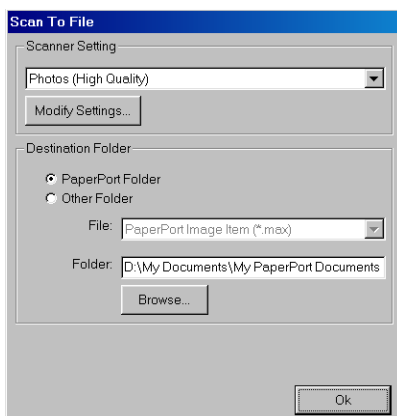 Scan To File
Scanner Setting
Photos (High Quality)
Modify Settings...
Destination Folder
PaperPort Folder
Other Folder
File: PaperPort Image Item (*.max)
Folder: D:\My Documents\My PaperPort Documents
Browse...
Ok